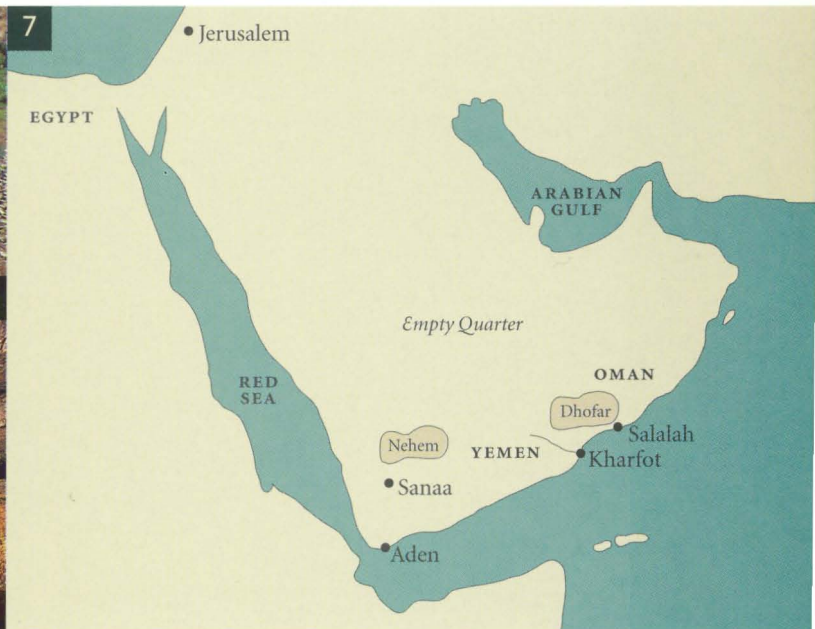 7
Jerusalem
EGYPT
ARABIAN
GULF
Empty Quarter
RED
SEA
OMAN
Dhofar
Salalah
Nehem
YEMEN
Kharfot
Sanaa
Aden